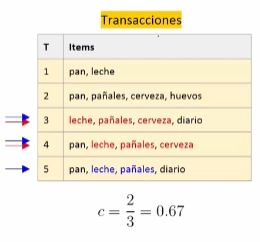 Transacciones
T Items
1 pan, leche
2 pan, pañales, cerveza, huevos
3 leche, pañales, cerveza, diario
4 pan, leche, pañales, cerveza
5 pan, leche, pañales, diario
c = 2/3 = 0.67